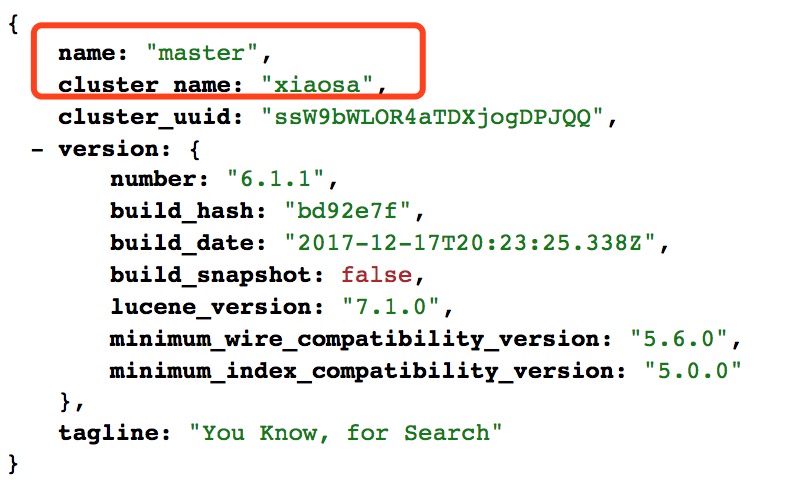 {
name: "master",
cluster_name: "xiaosa",
cluster_uuid: "ssW9bWLOR4aTDXjogDPJQQ",
- version: {
number: "6.1.1",
build_hash: "bd92e7f",
build_date: "2017-12-17T20:23:25.338Z",
build_snapshot: false,
lucene_version: "7.1.0",
minimum_wire_compatibility_version: "5.6.0",
minimum_index_compatibility_version: "5.0.0"
},
tagline: "You Know, for Search"
}